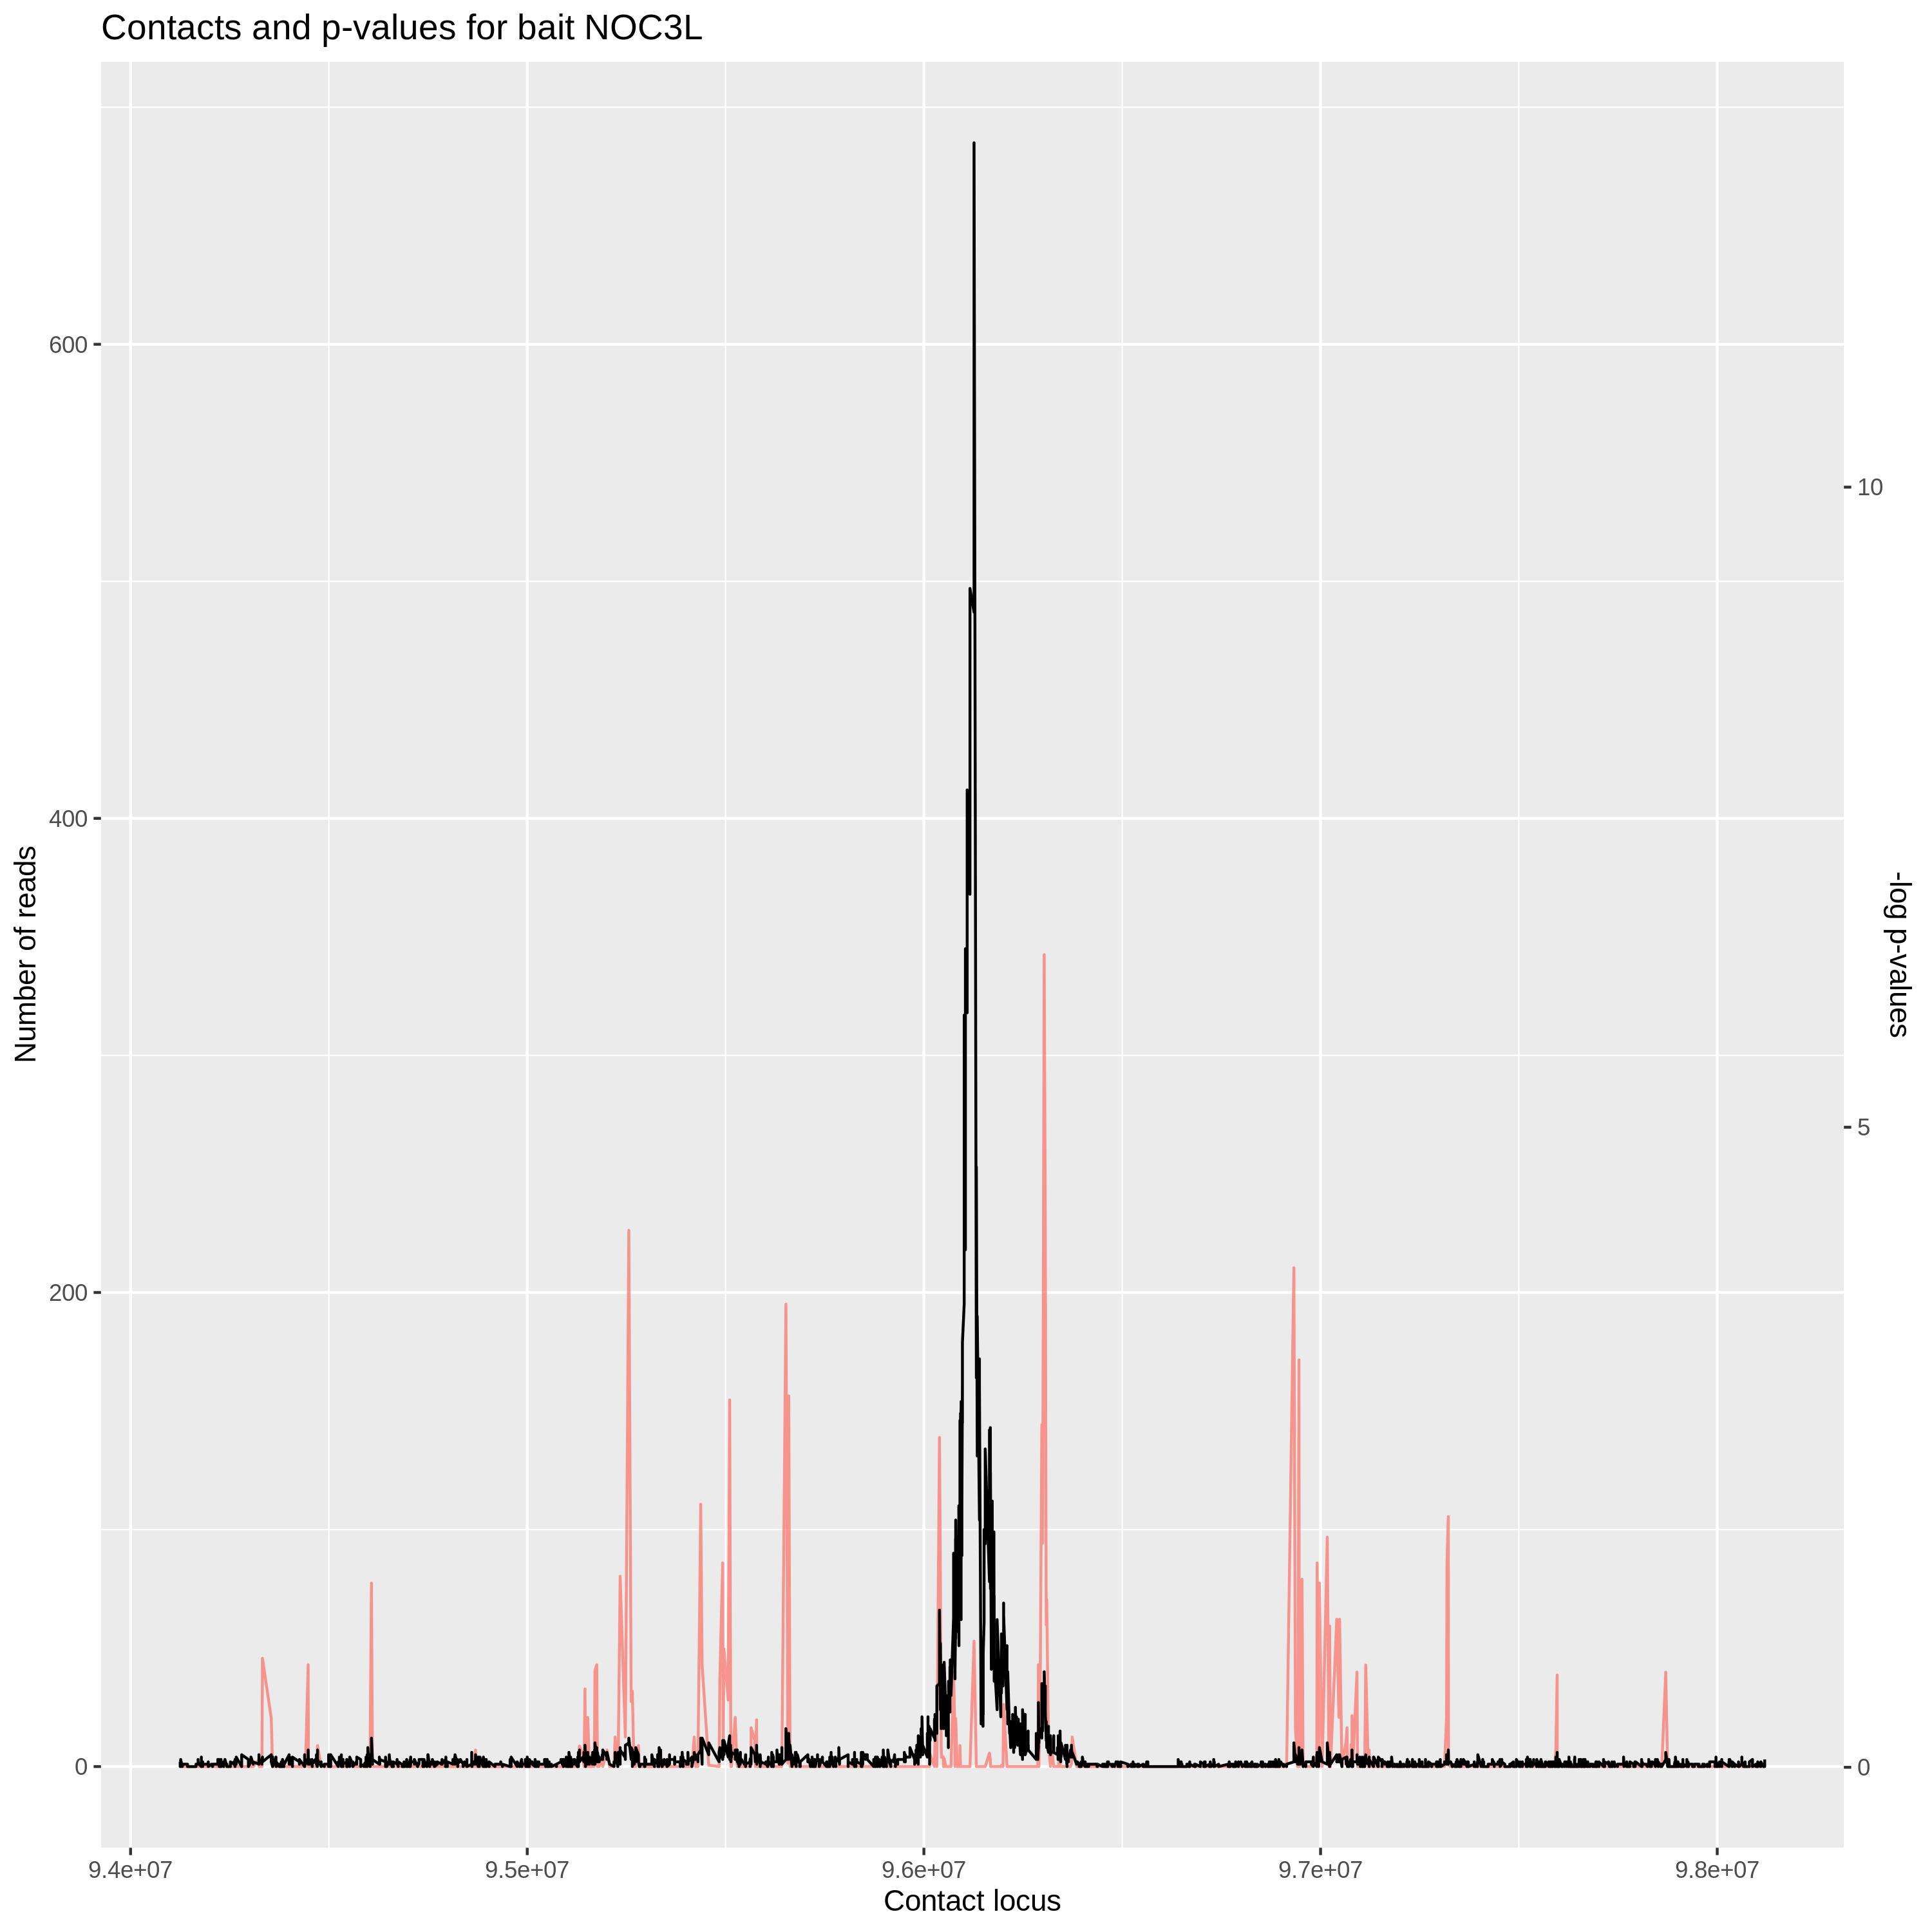 Contacts and p-values for bait NOC3L
600
400
200
0
Number of reads
10
5
0
-log p-values
9.4e+07 9.5e+07 9.6e+07 9.7e+07 9.8e+07
Contact locus